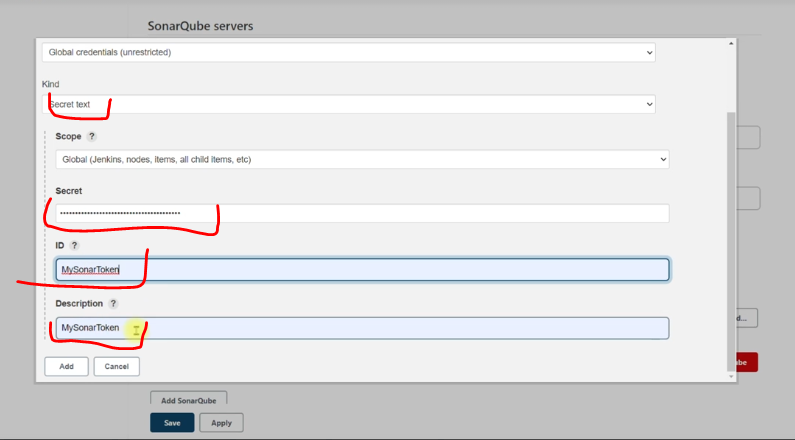 SonarQube servers
Global credentials (unrestricted)
Kind
Secret text
Scope ?
Global (Jenkins, nodes, items, all child items, etc)
Secret
••••••••••••••••••••••••••••••••••••••••
ID ?
MySonarToken
Description ?
MySonarToken
d...
Add Cancel
be
Add SonarQube
Save Apply